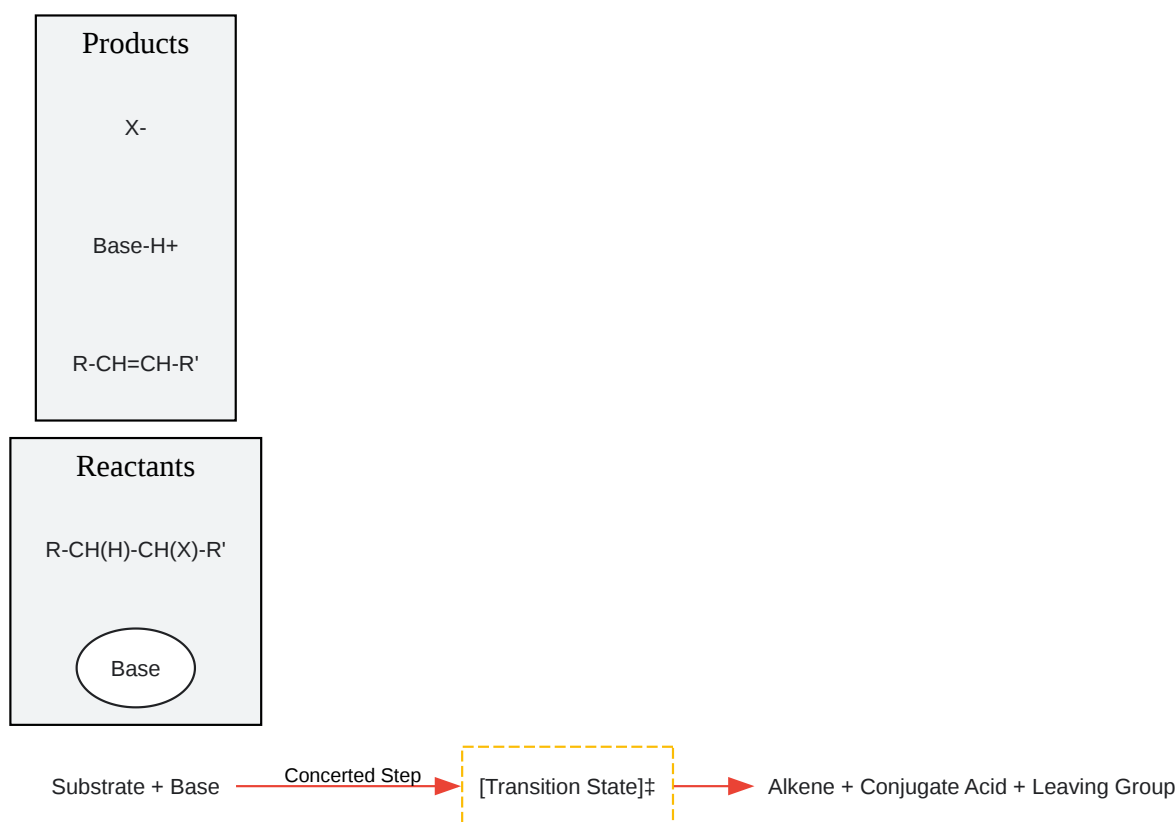 Products
X-
Base-H+
R-CH=CH-R'
Reactants
R-CH(H)-CH(X)-R'
Base
Substrate + Base
Concerted Step
[Transition State]‡
Alkene + Conjugate Acid + Leaving Group